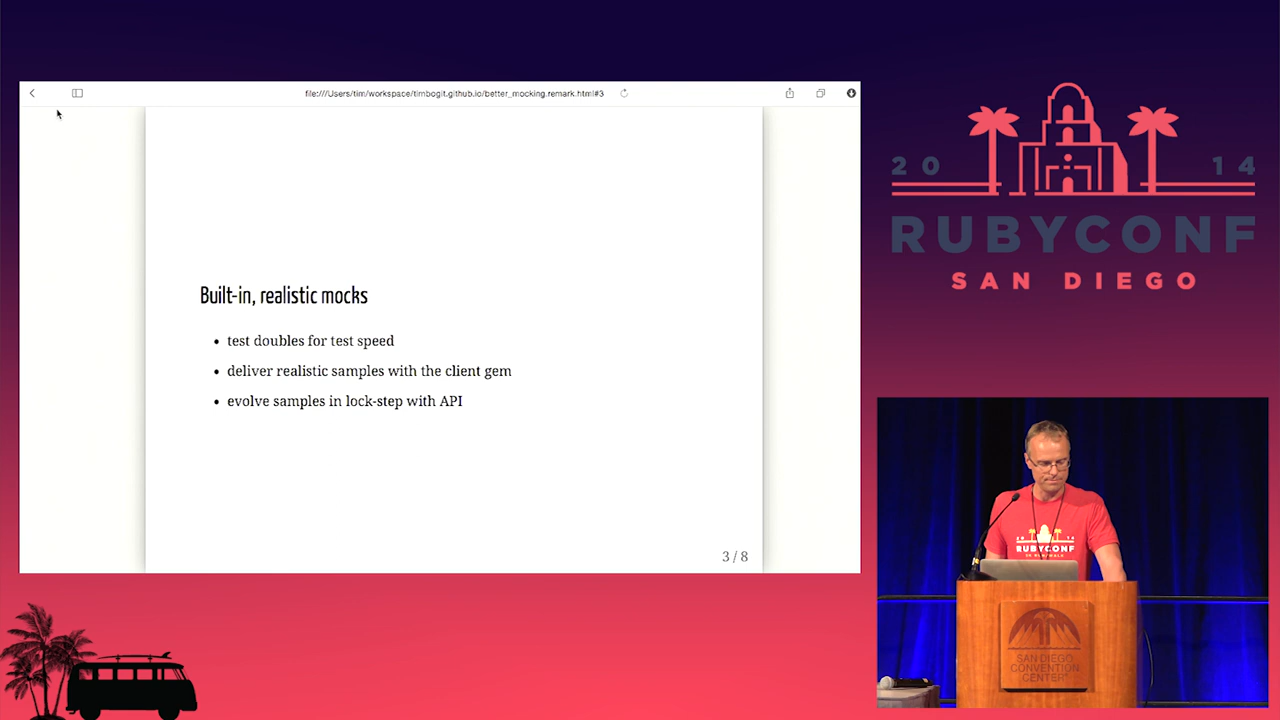 file:///Users/tim/workspace/timbogit.github.io/better_mocking.remark.html#3
Built-in, realistic mocks
• test doubles for test speed
• deliver realistic samples with the client gem
• evolve samples in lock-step with API
3 / 8
20 14
RUBYCONF
SAN DIEGO
20 14
RUBYCONF
SAN DIEGO
CONVENTION
CENTER